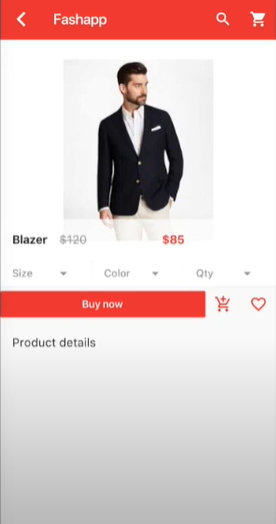 Fashapp
Blazer $120 $85
Size Color Qty
Buy now
Product details